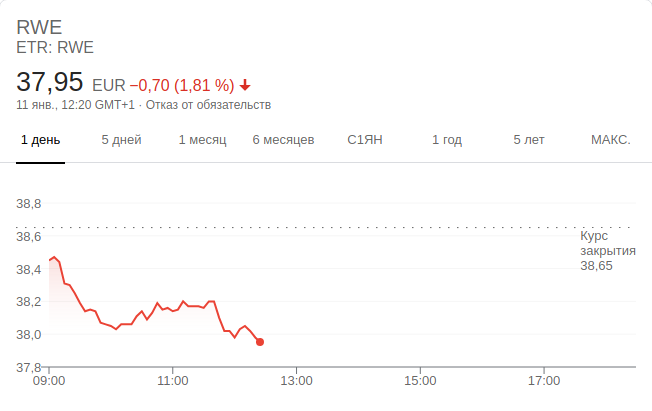 RWE
ETR: RWE
37,95 EUR −0,70 (1,81 %)
11 янв., 12:20 GMT+1 · Отказ от обязательств
1 день 5 дней 1 месяц 6 месяцев С1ЯН 1 год 5 лет МАКС.
38,8
38,6
38,4
38,2
38,0
37,8
Курс
закрытия
38,65
09:00 11:00 13:00 15:00 17:00